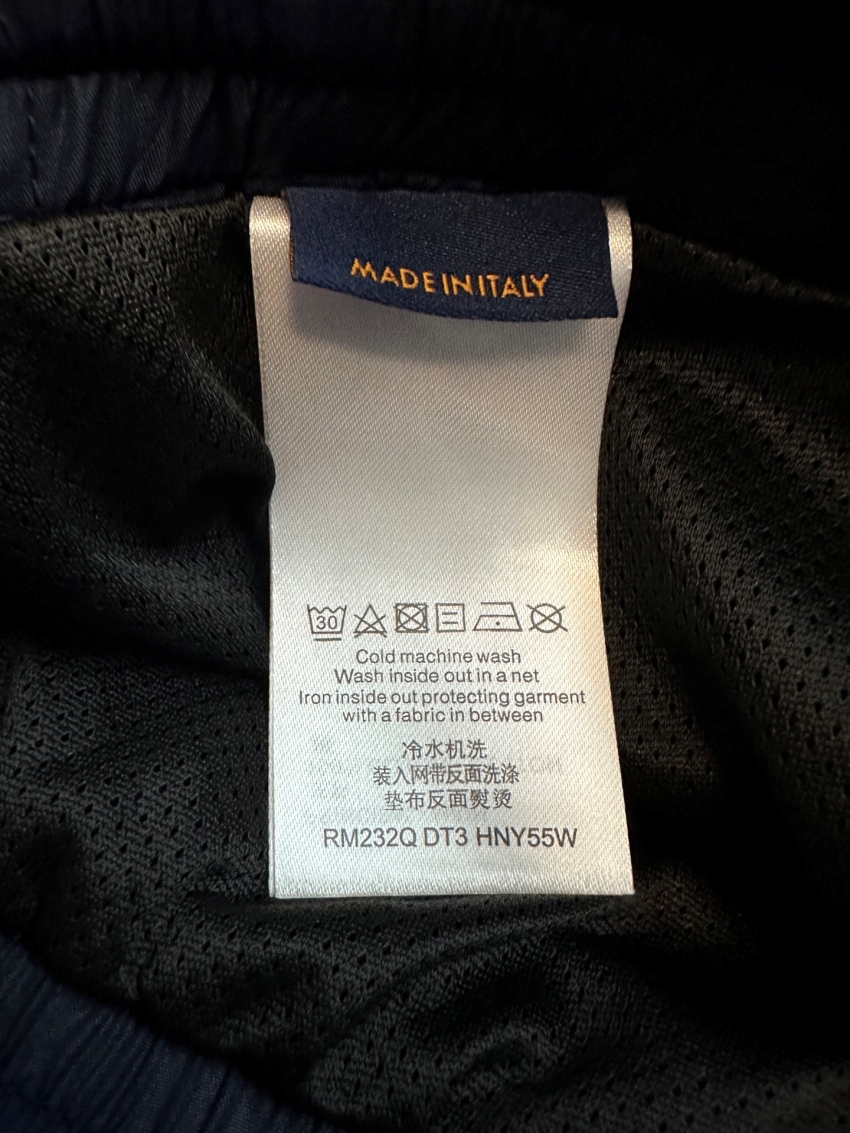 MADE IN ITALY
30
Cold machine wash
Wash inside out in a net
Iron inside out protecting garment
with a fabric in between
冷水机洗
装入网带反面洗涤
垫布反面熨烫
RM232Q DT3 HNY55W